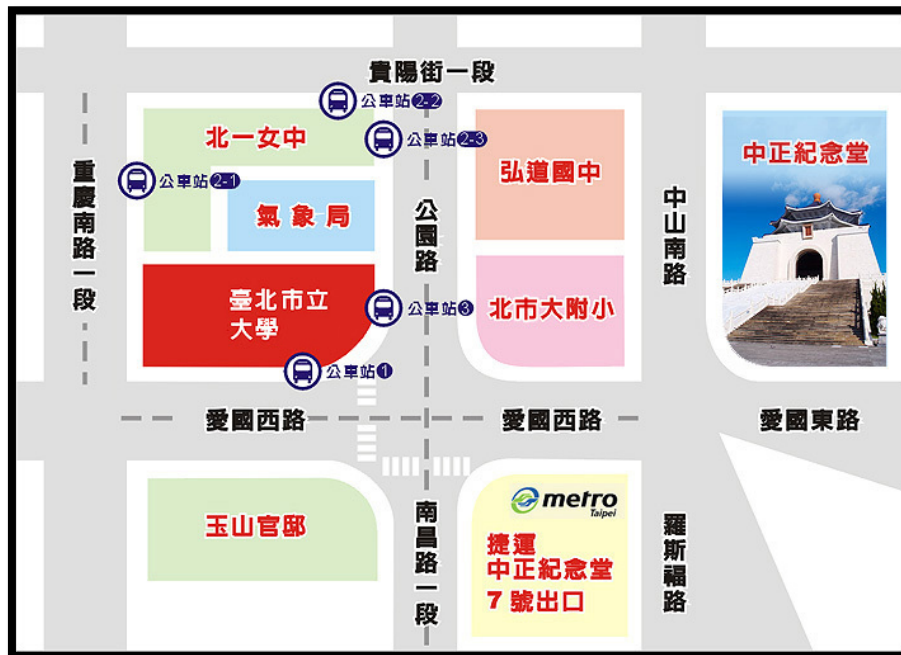 貴陽街一段
公車站2-2
北一女中
公車站2-3
弘道國中
中正紀念堂
公車站2-1
重慶南路一段
氣象局
公園路
中山南路
臺北市立
大學
公車站3
北市大附小
公車站1
愛國西路
愛國西路
愛國東路
玉山官邸
南昌路一段
metro
Taipei
捷運
中正紀念堂
7號出口
羅斯福路